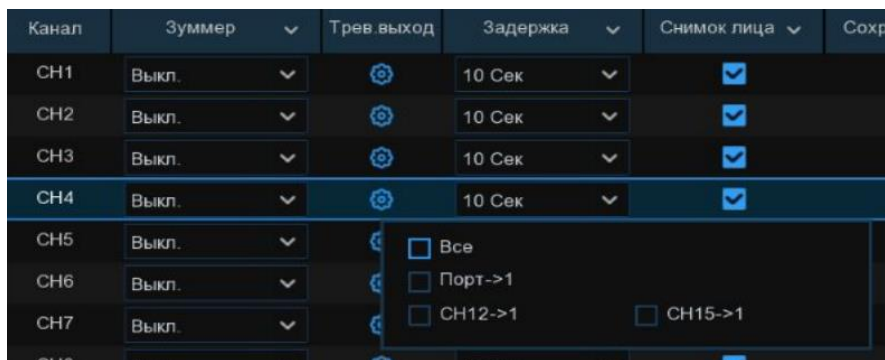 Канал Зуммер Трев.выход Задержка Снимок лица Сохр
CH1 Выкл. 10 Сек
CH2 Выкл. 10 Сек
CH3 Выкл. 10 Сек
CH4 Выкл. 10 Сек
CH5 Выкл. Все
CH6 Выкл. Порт->1
CH7 Выкл. CH12->1 CH15->1